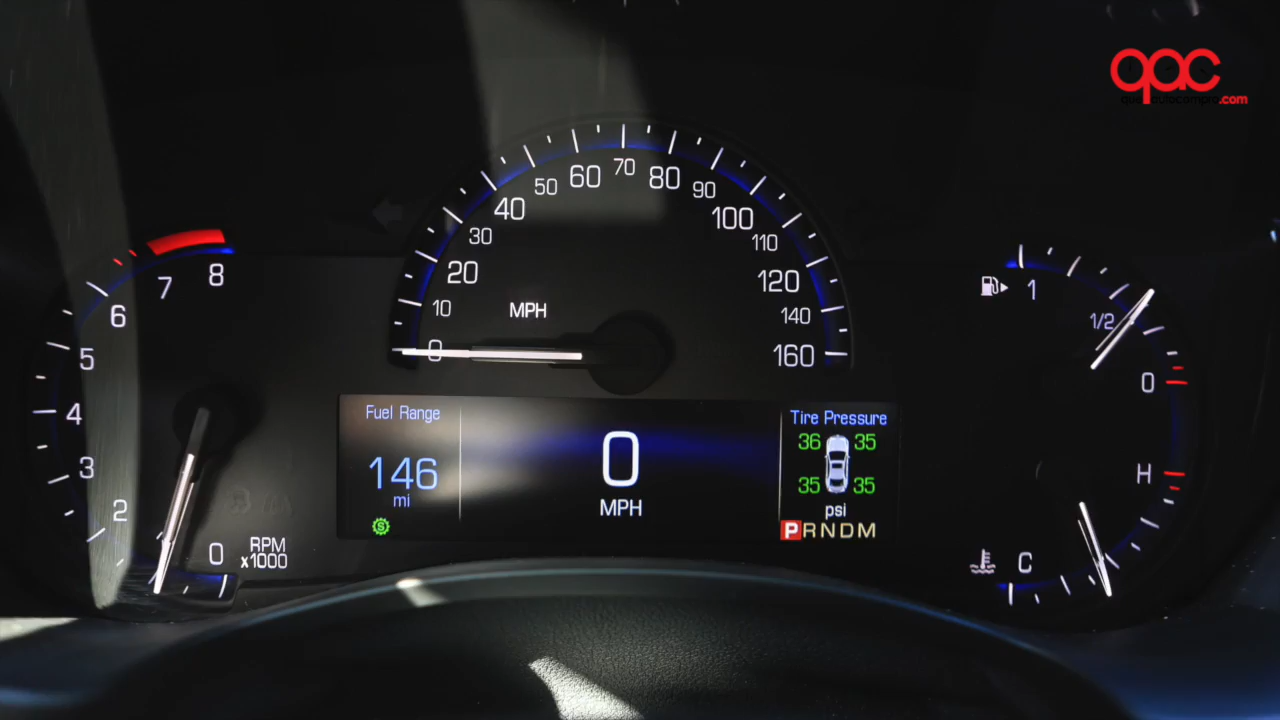 qac
queautocompro.com
10 20 30 40 50 60 70 80 90 100 110 120 140 160
0
MPH
2 3 4 5 6 7 8
0
RPM
x1000
1
1/2
0
H
C
Fuel Range
146
mi
S
0
MPH
Tire Pressure
36 35
35 35
psi
PRNDM